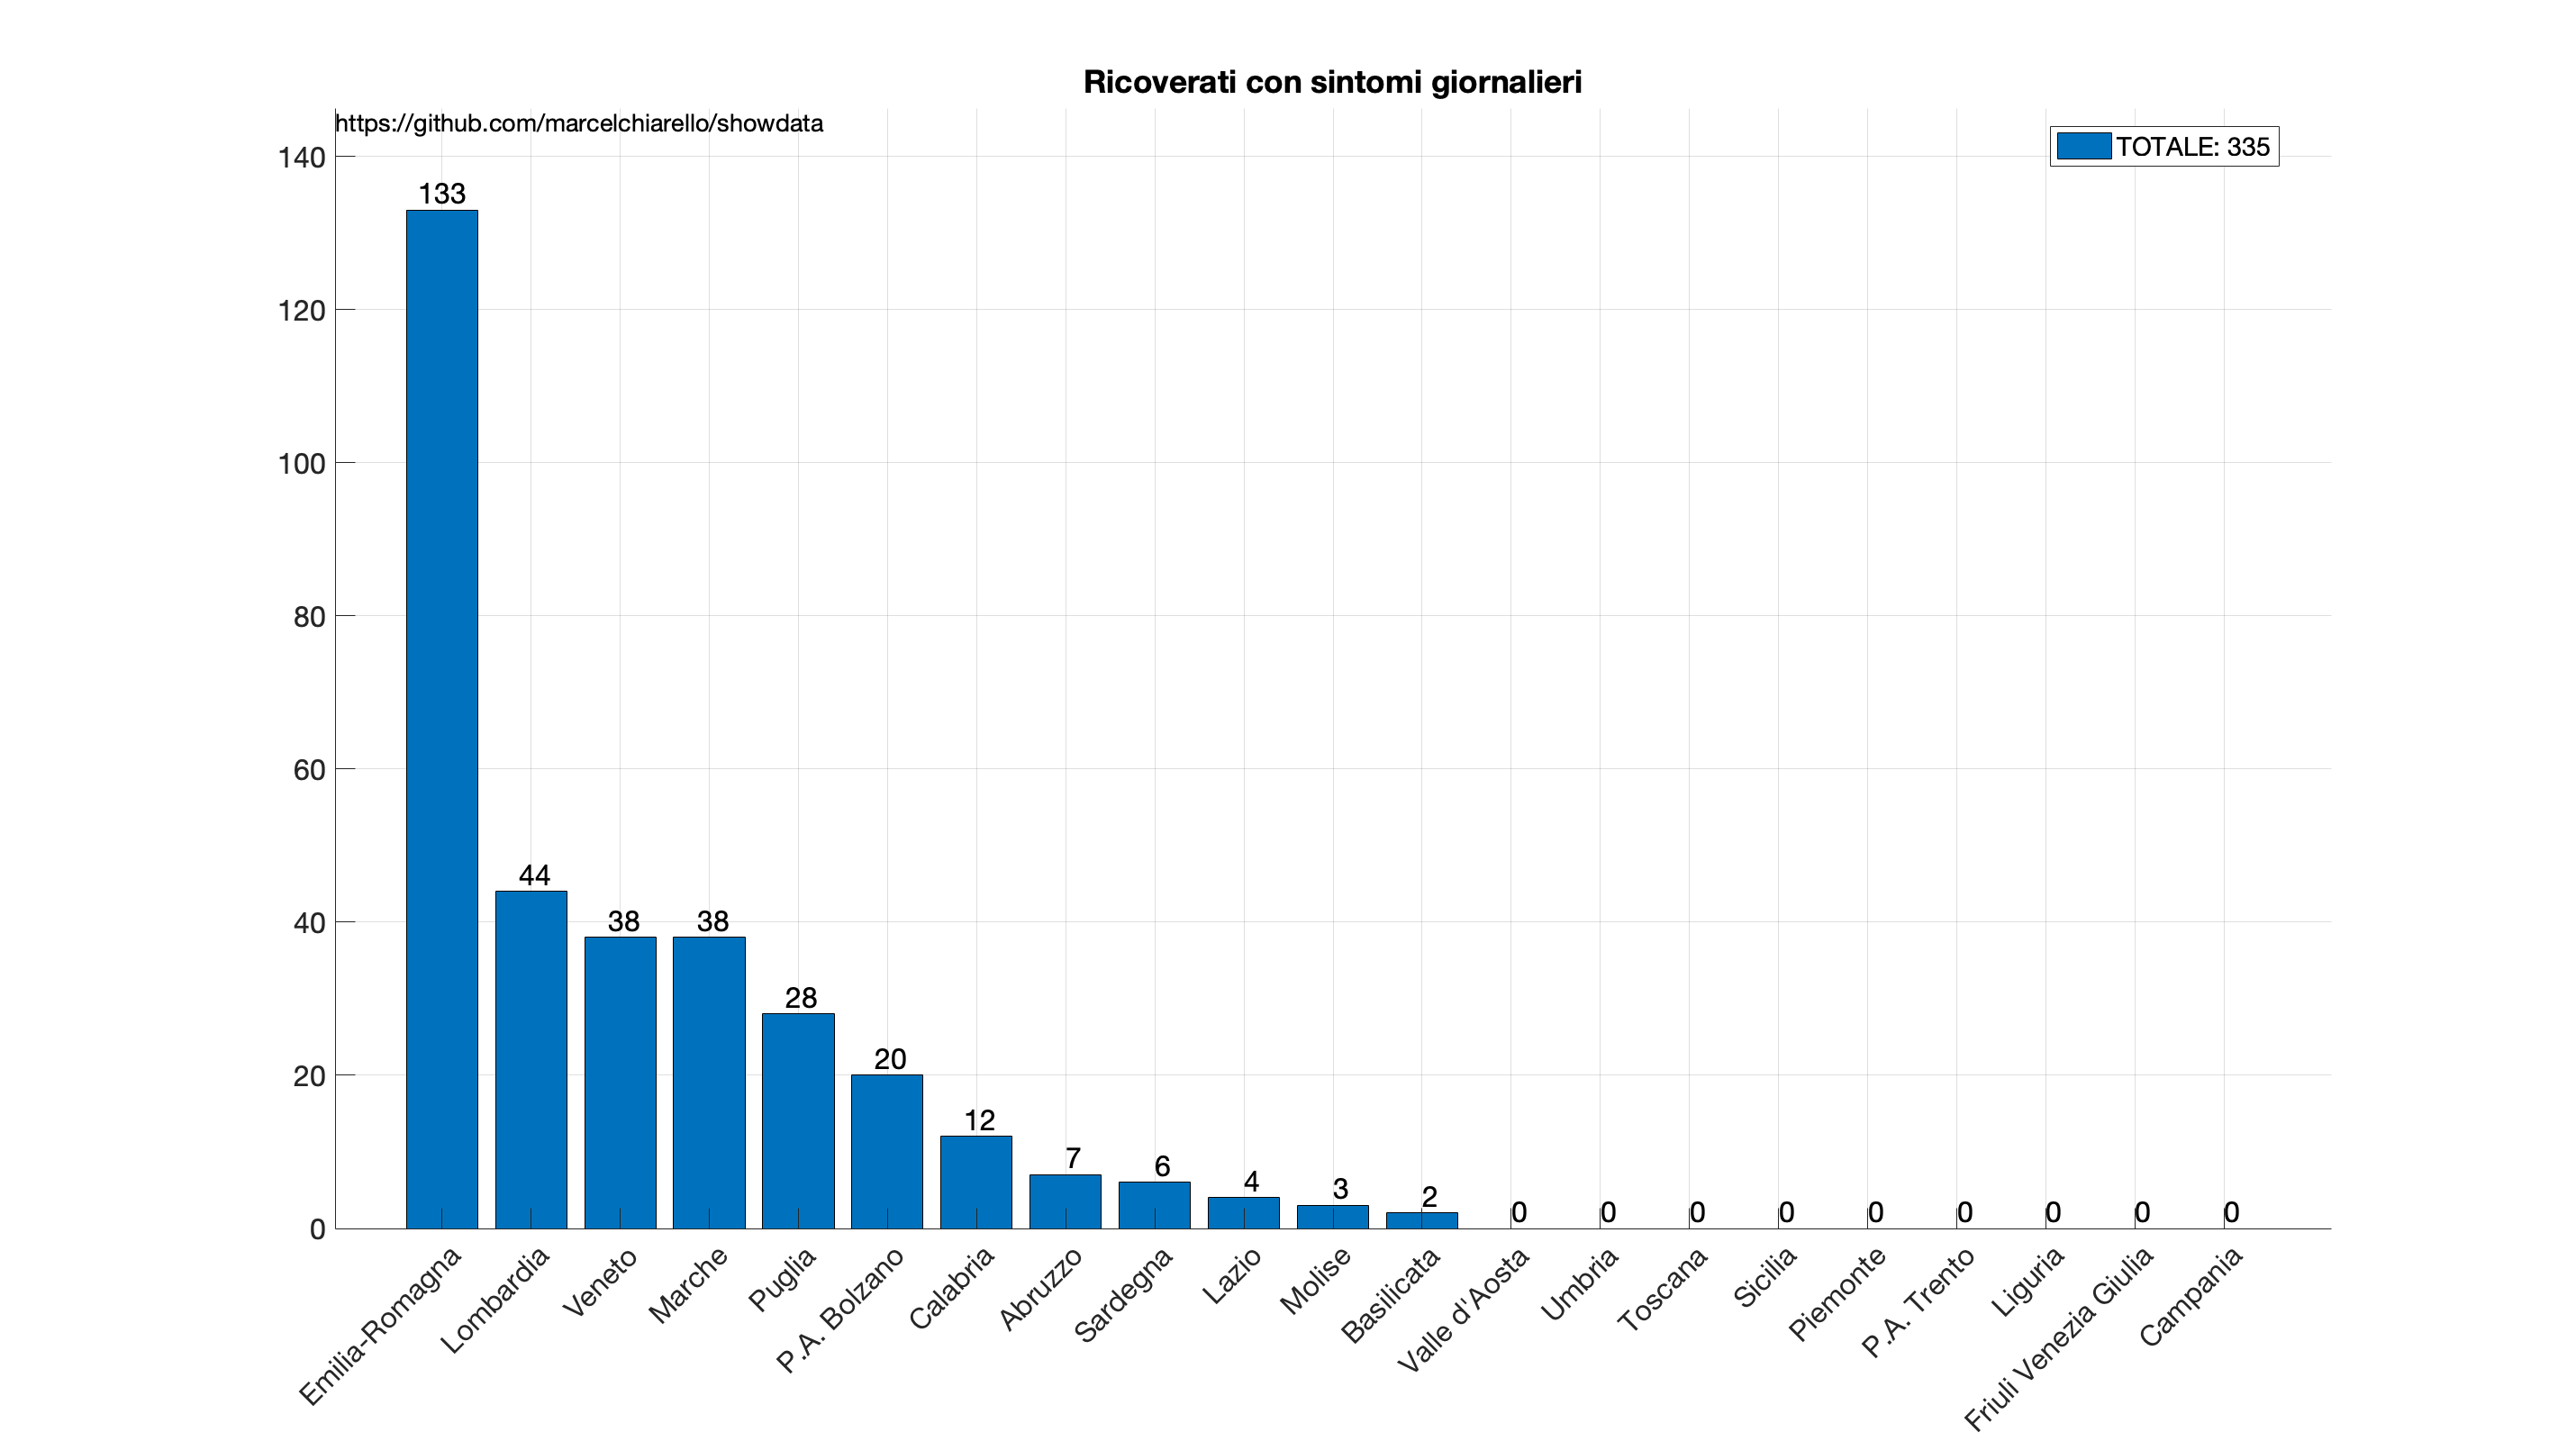 Ricoverati con sintomi giornalieri
https://github.com/marcelchiarello/showdata
TOTALE: 335
140
120
100
80
60
40
20
0
133
44
38
38
28
20
12
7
6
4
3
2
0
0
0
0
0
0
0
0
0
Emilia-Romagna
Lombardia
Veneto
Marche
Puglia
P.A. Bolzano
Calabria
Abruzzo
Sardegna
Lazio
Molise
Basilicata
Valle d'Aosta
Umbria
Toscana
Sicilia
Piemonte
P.A. Trento
Liguria
Friuli Venezia Giulia
Campania